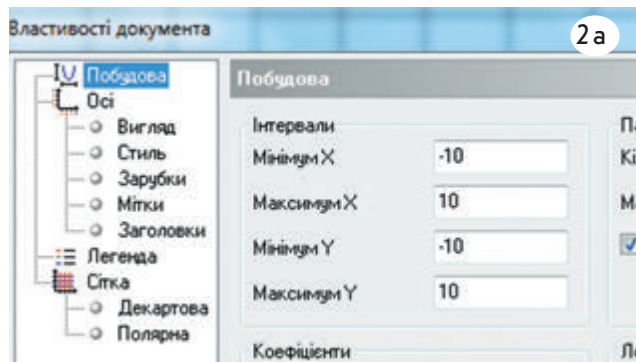 Властивості документа
2а
Побудова
Осі
Вигляд
Стиль
Зарубки
Мітки
Заголовки
Легенда
Сітка
Декартова
Полярна
Побудова
Інтервали
Мінімум X
-10
Максимум X
10
Мінімум Y
-10
Максимум Y
10
Коефіцієнти